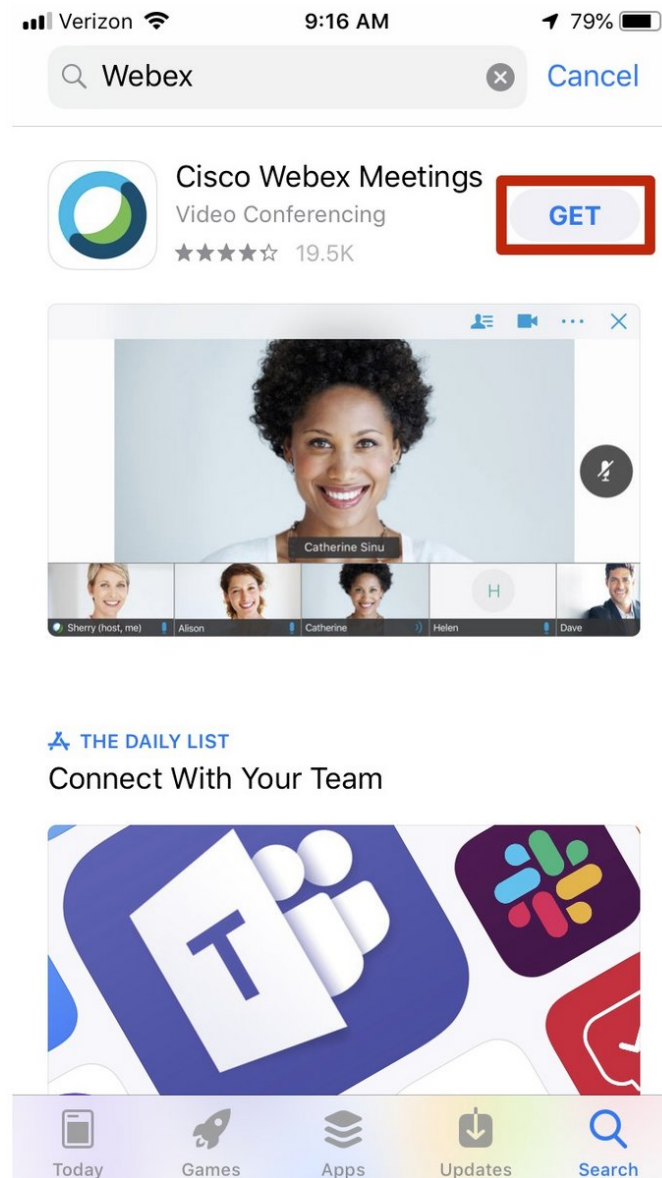 Verizon 9:16 AM 79%
Webex Cancel
Cisco Webex Meetings
Video Conferencing
19.5K
GET
Catherine Sinu
Sherry (host, me) Alison Catherine Helen Dave
H
THE DAILY LIST
Connect With Your Team
T
Today Games Apps Updates Search